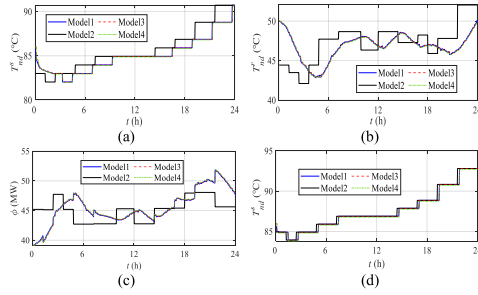 90
85
80
T^s_nd (°C)
Model1 Model3
Model2 Model4
0 6 12 18 24
t (h)
(a)
50
45
40
T^r_nd (°C)
Model1 Model3
Model2 Model4
0 6 12 18 24
t (h)
(b)
55
50
45
40
ϕ (MW)
Model1 Model3
Model2 Model4
0 6 12 18 24
t (h)
(c)
95
90
85
T^s_nd (°C)
Model1 Model3
Model2 Model4
0 6 12 18 24
t (h)
(d)